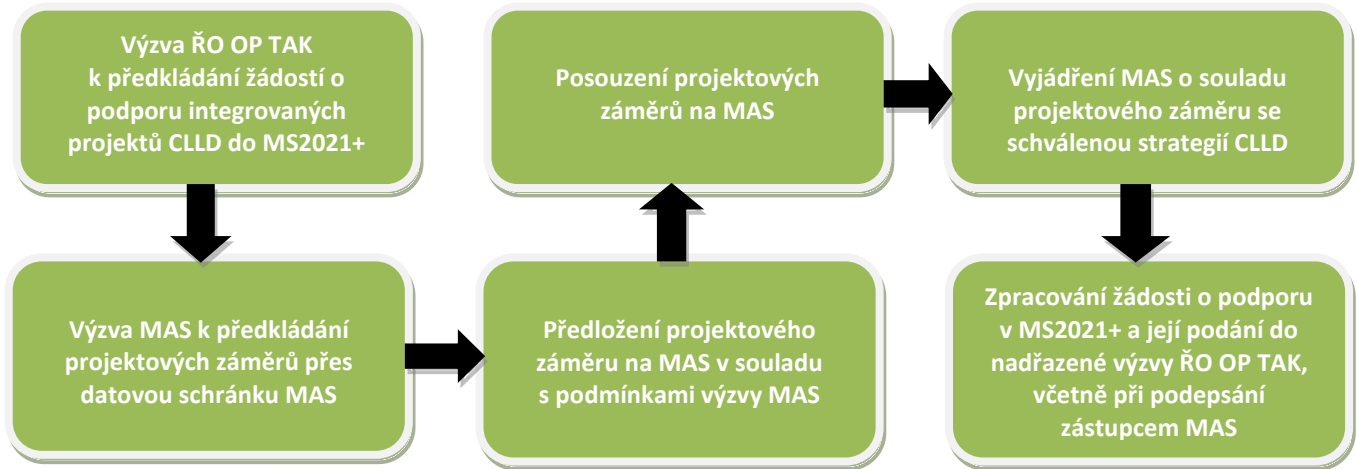 Výzva ŘO OP TAK
k předkládání žádostí o
podporu integrovaných
projektů CLLD do MS2021+
Výzva MAS k předkládání
projektových záměrů přes
datovou schránku MAS
Předložení projektového
záměru na MAS v souladu
s podmínkami výzvy MAS
Posouzení projektových
záměrů na MAS
Vyjádření MAS o souladu
projektového záměru se
schválenou strategií CLLD
Zpracování žádosti o podporu
v MS2021+ a její podání do
nadřazené výzvy ŘO OP TAK,
včetně při podepsání
zástupcem MAS